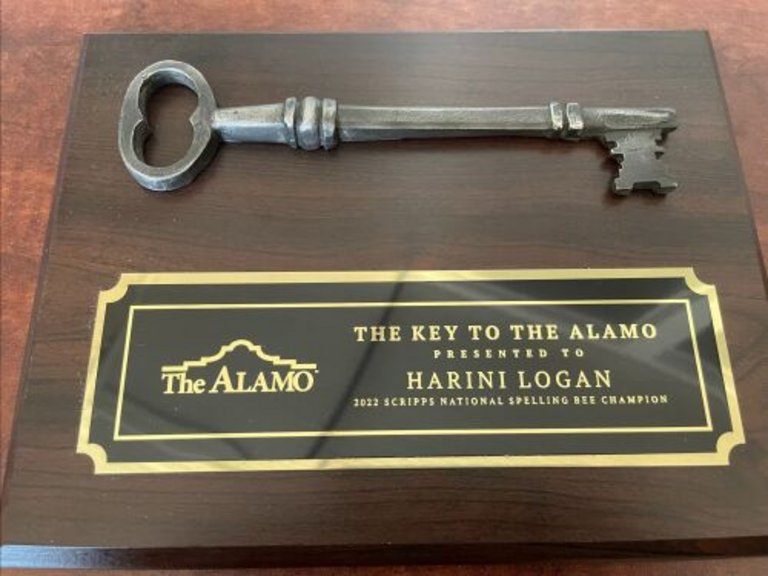 The ALAMO
THE KEY TO THE ALAMO
PRESENTED TO
HARINI LOGAN
2022 SCRIPPS NATIONAL SPELLING BEE CHAMPION